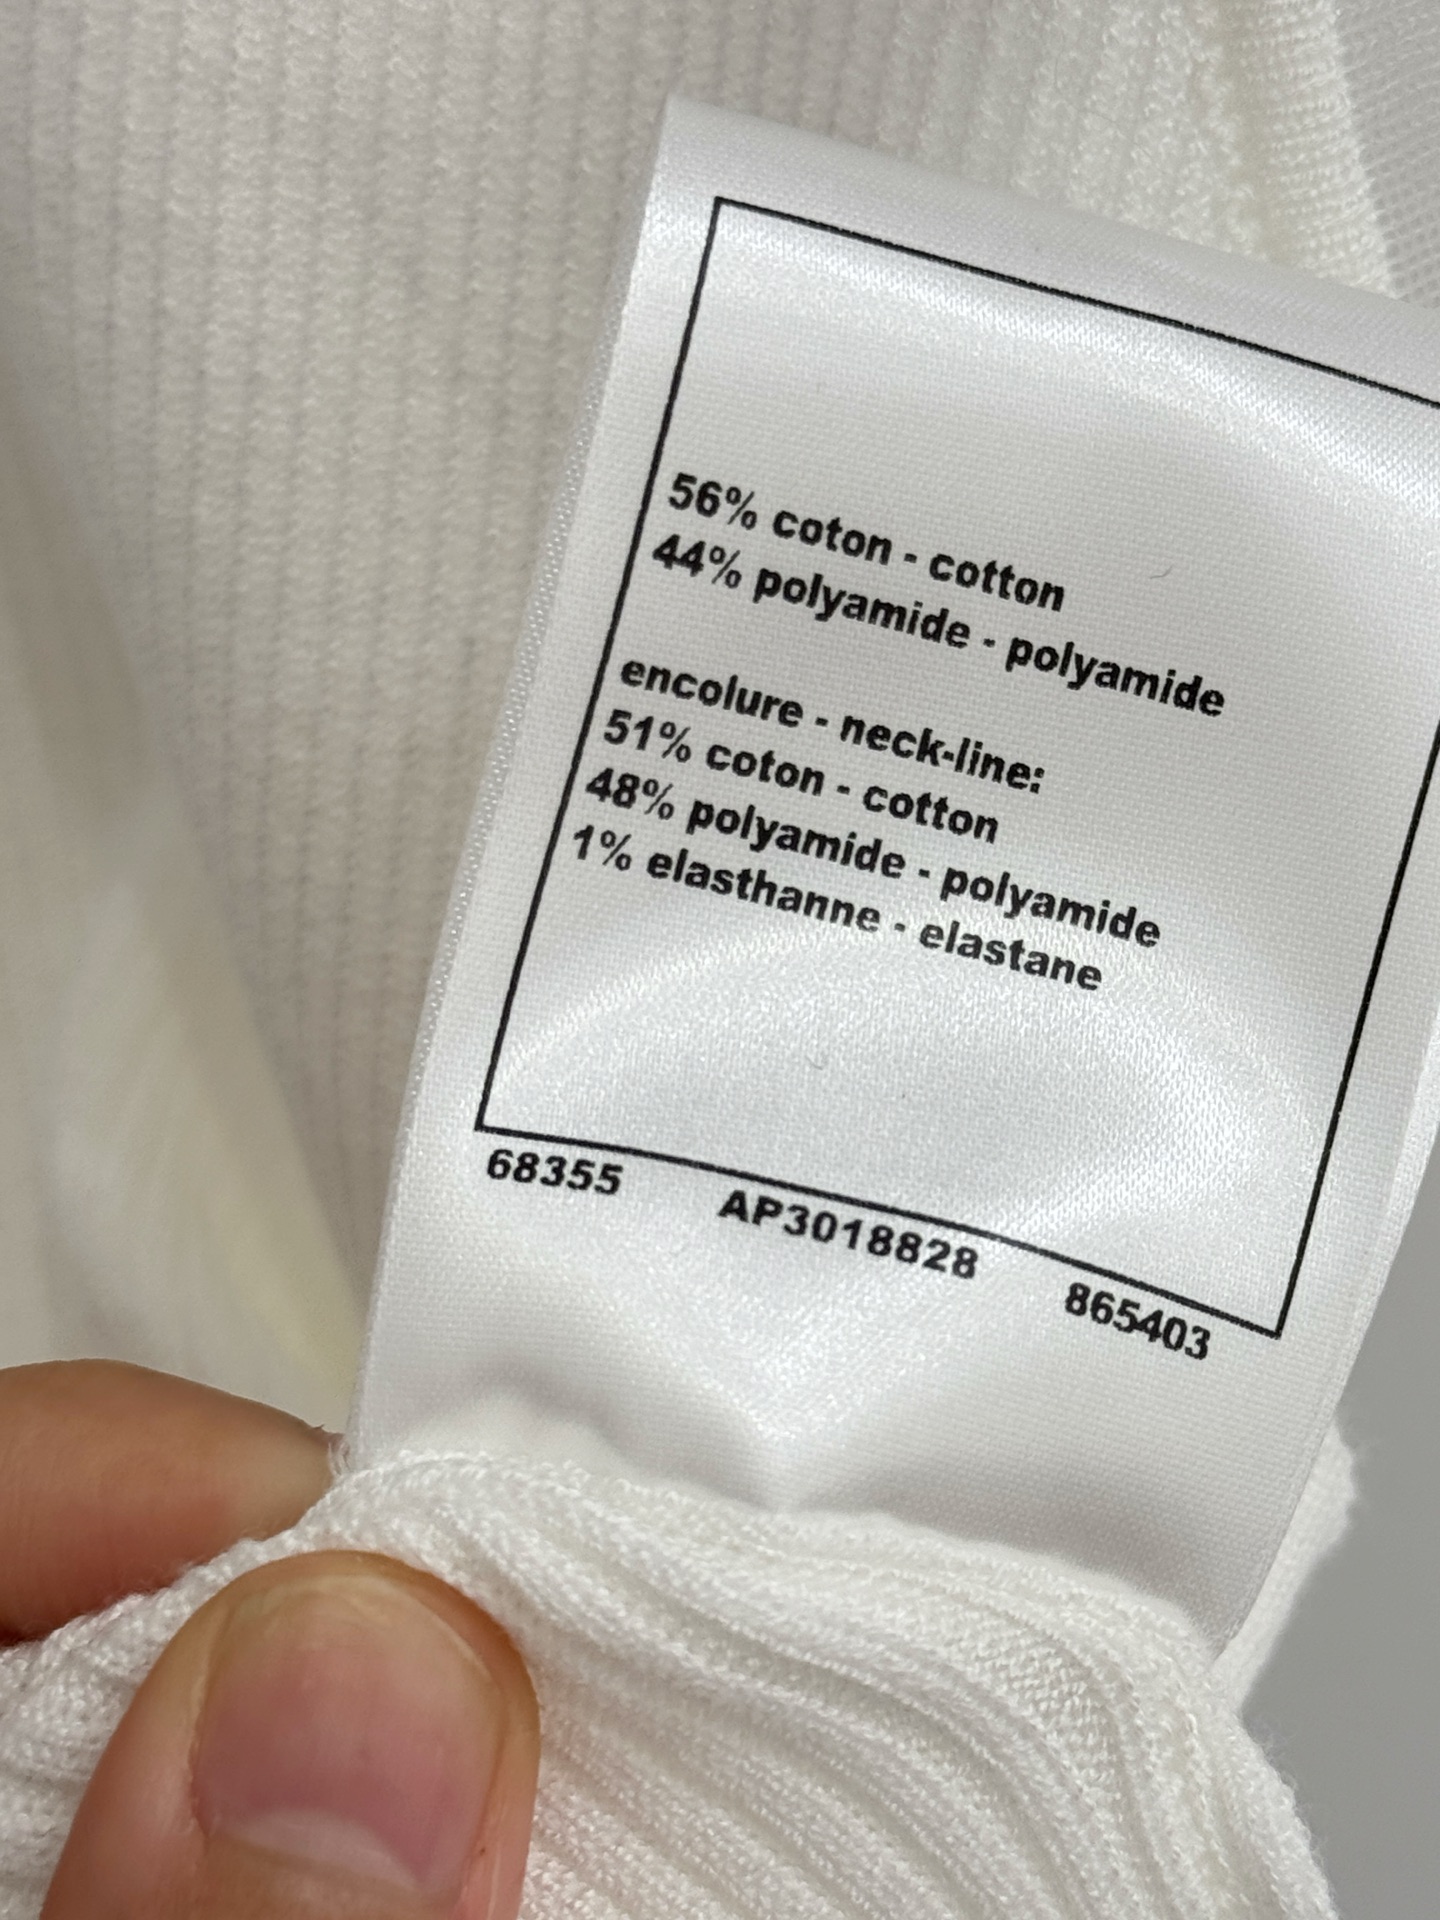 56% coton - cotton
44% polyamide - polyamide
encolure - neck-line:
51% coton - cotton
48% polyamide - polyamide
1% elasthanne - elastane
68355 AP3018828 865403